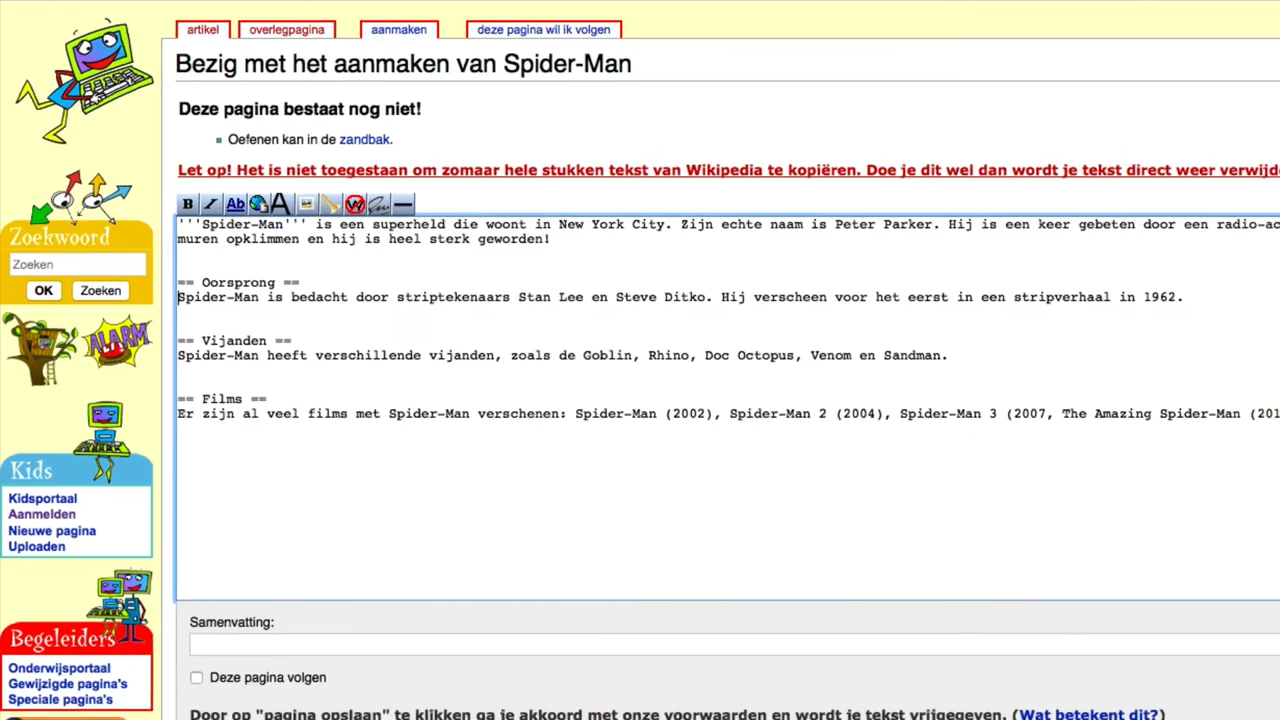 artikel
overlegpagina
aanmaken
deze pagina wil ik volgen
Bezig met het aanmaken van Spider-Man
Deze pagina bestaat nog niet!
Oefenen kan in de zandbak.
Let op! Het is niet toegestaan om zomaar hele stukken tekst van Wikipedia te kopiëren. Doe je dit wel dan wordt je tekst direct weer verwijde
B I Ab A W
'''Spider-Man''' is een superheld die woont in New York City. Zijn echte naam is Peter Parker. Hij is een keer gebeten door een radio-ac
muren opklimmen en hij is heel sterk geworden!
== Oorsprong ==
Spider-Man is bedacht door striptekenaars Stan Lee en Steve Ditko. Hij verscheen voor het eerst in een stripverhaal in 1962.
== Vijanden ==
Spider-Man heeft verschillende vijanden, zoals de Goblin, Rhino, Doc Octopus, Venom en Sandman.
== Films ==
Er zijn al veel films met Spider-Man verschenen: Spider-Man (2002), Spider-Man 2 (2004), Spider-Man 3 (2007, The Amazing Spider-Man (201
Samenvatting:
Deze pagina volgen
Door op "pagina opslaan" te klikken ga je akkoord met onze voorwaarden en wordt je tekst vrijgegeven. (Wat betekent dit?)
Zoekwoord
Zoeken
OK
Zoeken
ALARM
Kids
Kidsportaal
Aanmelden
Nieuwe pagina
Uploaden
Begeleiders
Onderwijsportaal
Gewijzigde pagina's
Speciale pagina's